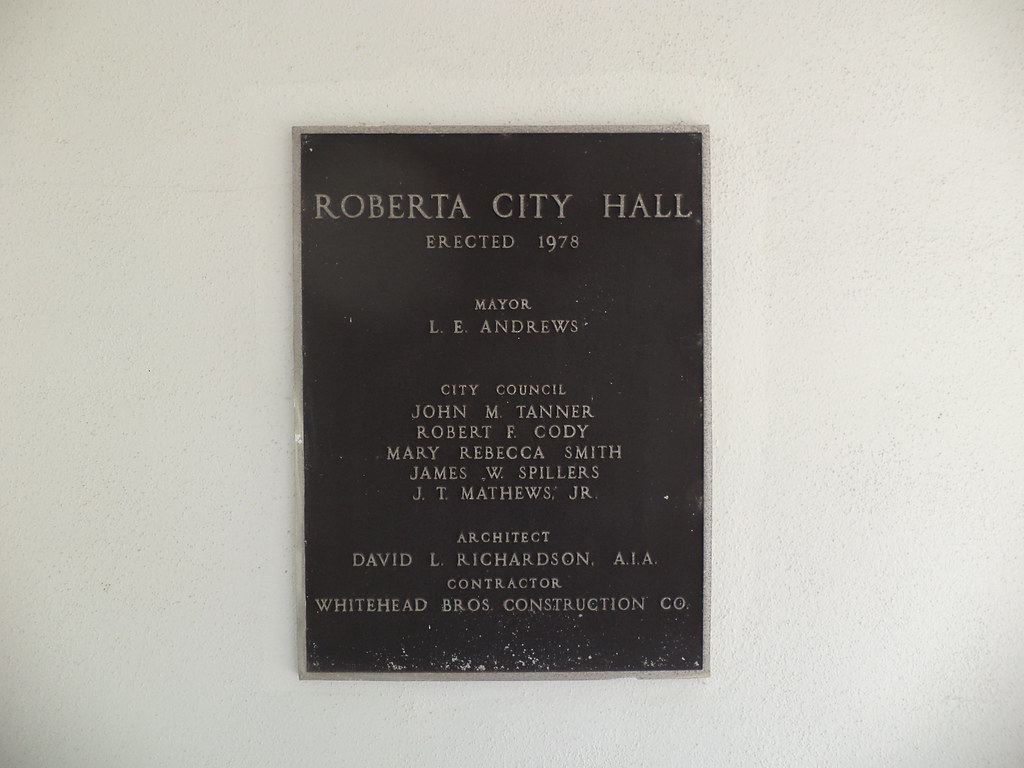 ROBERTA CITY HALL
ERECTED 1978
MAYOR
L. E. ANDREWS
CITY COUNCIL
JOHN M. TANNER
ROBERT F. CODY
MARY REBECCA SMITH
JAMES W. SPILLERS
J. T. MATHEWS, JR.
ARCHITECT
DAVID L. RICHARDSON, A.I.A.
CONTRACTOR
WHITEHEAD BROS. CONSTRUCTION CO.